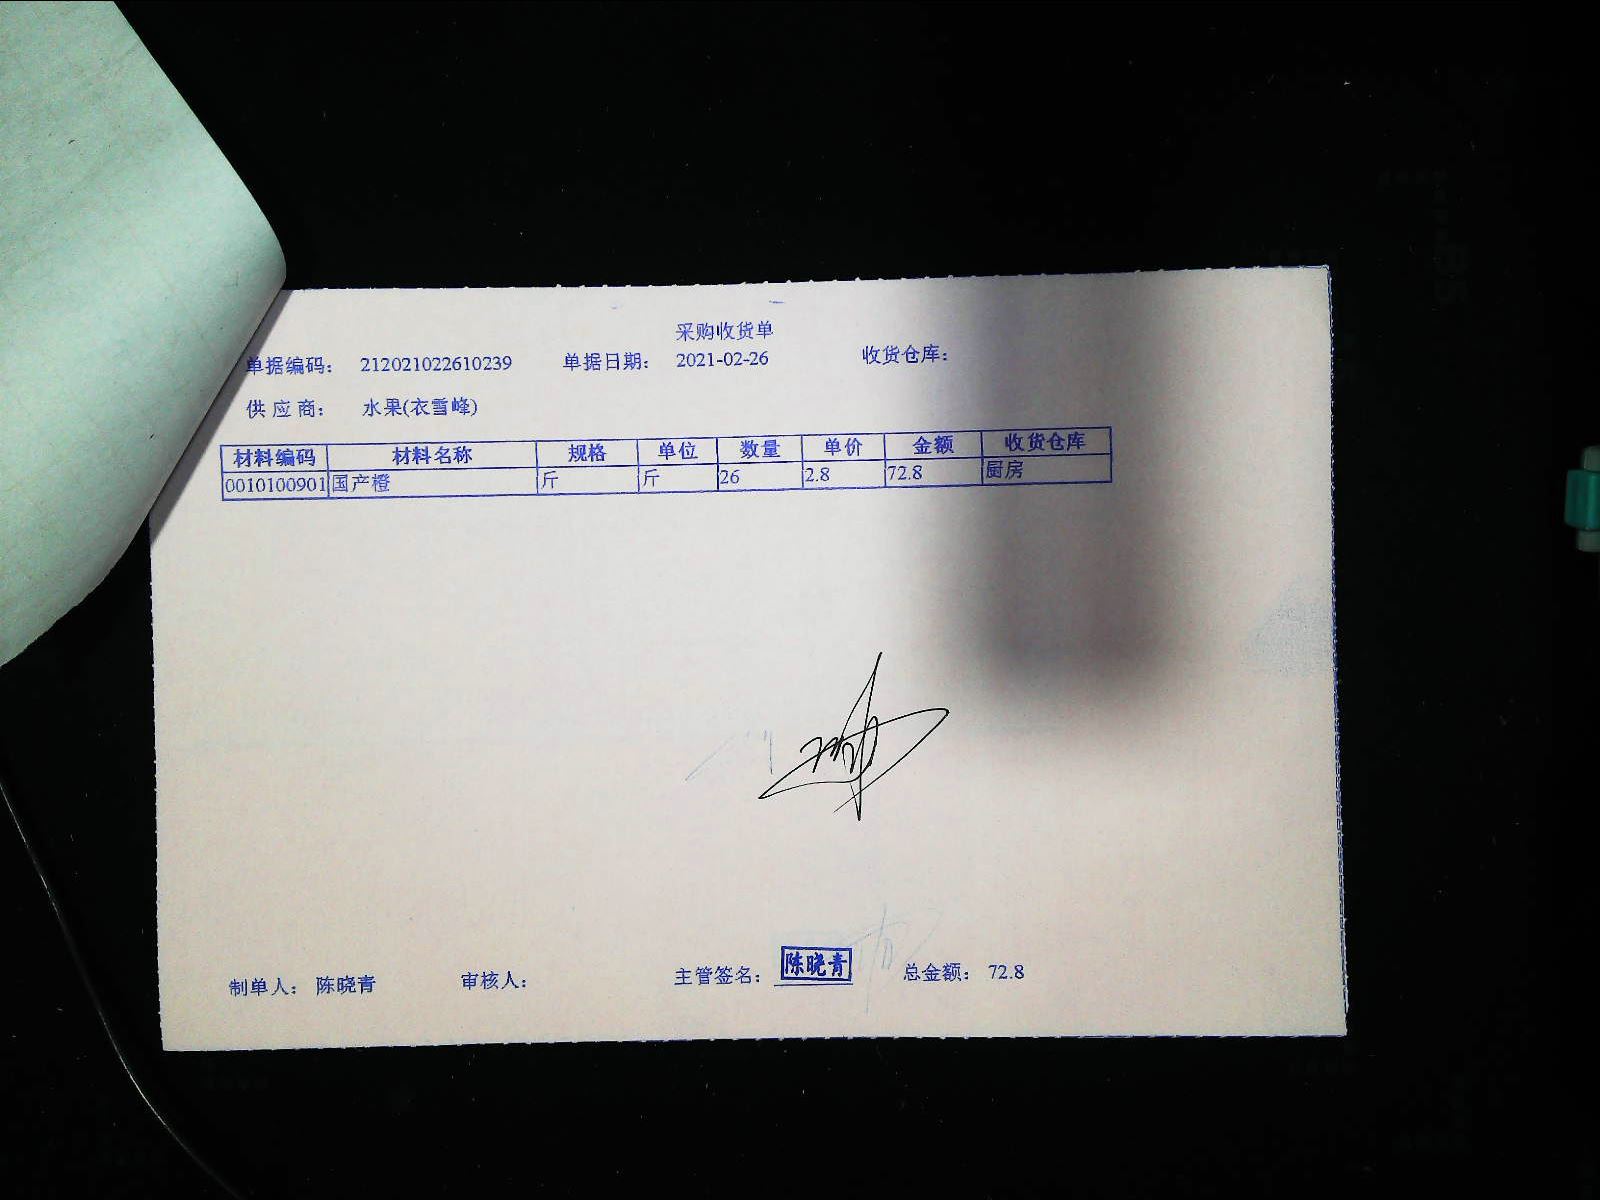 采购收货单
单据编码： 212021022610239 单据日期： 2021-02-26 收货仓库：
供应商： 水果(衣雪峰)
材料编码 材料名称 规格 单位 数量 单价 金额 收货仓库
0010100901 国产橙 斤 斤 26 2.8 72.8 厨房
制单人： 陈晓青 审核人： 主管签名： 陈晓青 总金额： 72.8